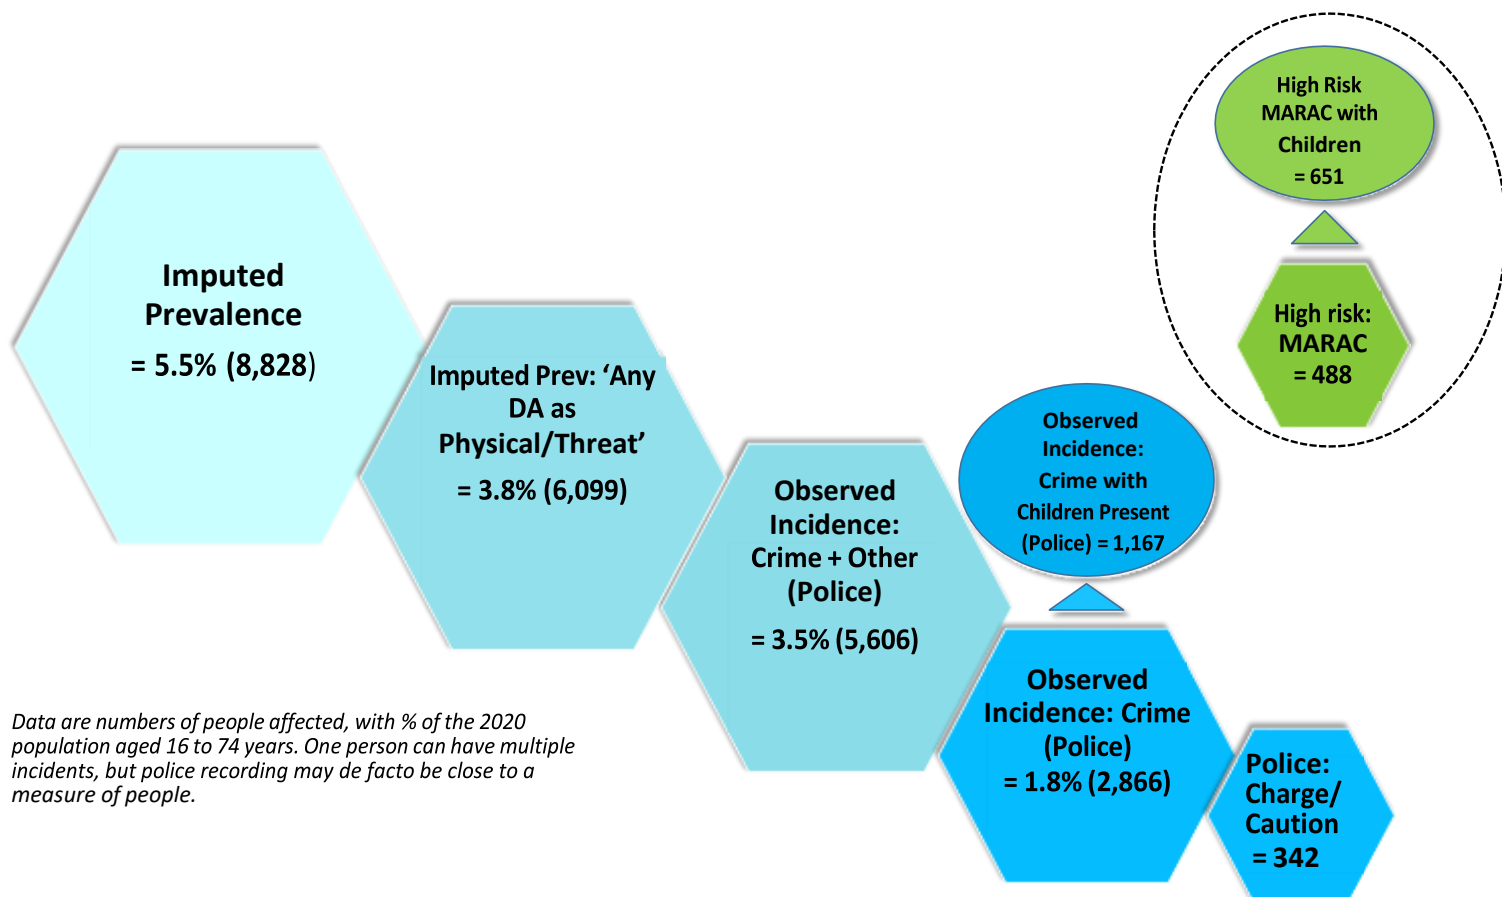 High Risk
MARAC with
Children
= 651
High risk:
MARAC
= 488
Imputed
Prevalence
= 5.5% (8,828)
Imputed Prev: ‘Any
DA as
Physical/Threat’
= 3.8% (6,099)
Observed
Incidence:
Crime + Other
(Police)
= 3.5% (5,606)
Observed
Incidence:
Crime with
Children Present
(Police) = 1,167
Observed
Incidence: Crime
(Police)
= 1.8% (2,866)
Police:
Charge/
Caution
= 342
Data are numbers of people affected, with % of the 2020
population aged 16 to 74 years. One person can have multiple
incidents, but police recording may de facto be close to a
measure of people.